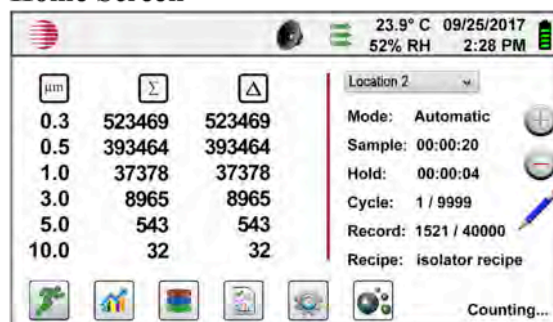 Home Screen
23.9° C 09/25/2017
52% RH 2:28 PM
µm Σ Δ
0.3 523469 523469
0.5 393464 393464
1.0 37378 37378
3.0 8965 8965
5.0 543 543
10.0 32 32
Location 2
Mode: Automatic
Sample: 00:00:20
Hold: 00:00:04
Cycle: 1 / 9999
Record: 1521 / 40000
Recipe: isolator recipe
Counting...